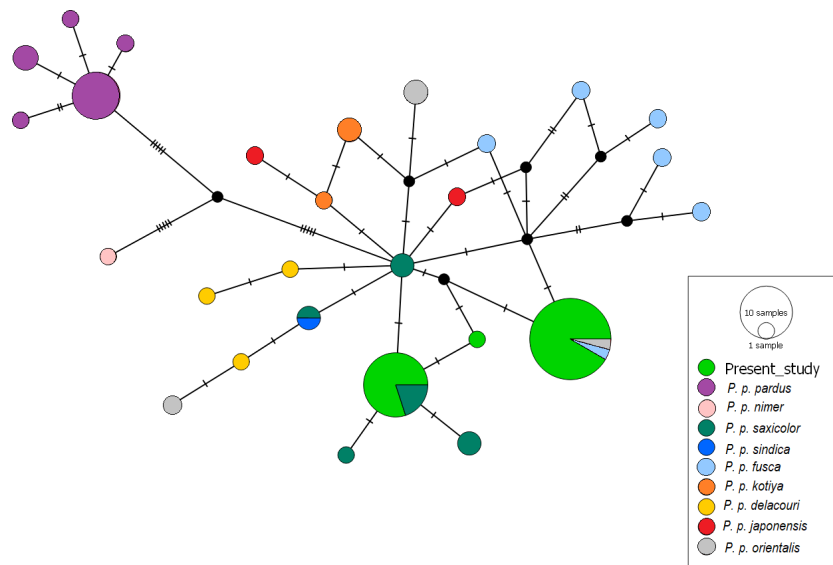 10 samples
1 sample
Present_study
P. p. pardus
P. p. nimer
P. p. saxicolor
P. p. sindica
P. p. fusca
P. p. kotiya
P. p. delacouri
P. p. japonensis
P. p. orientalis